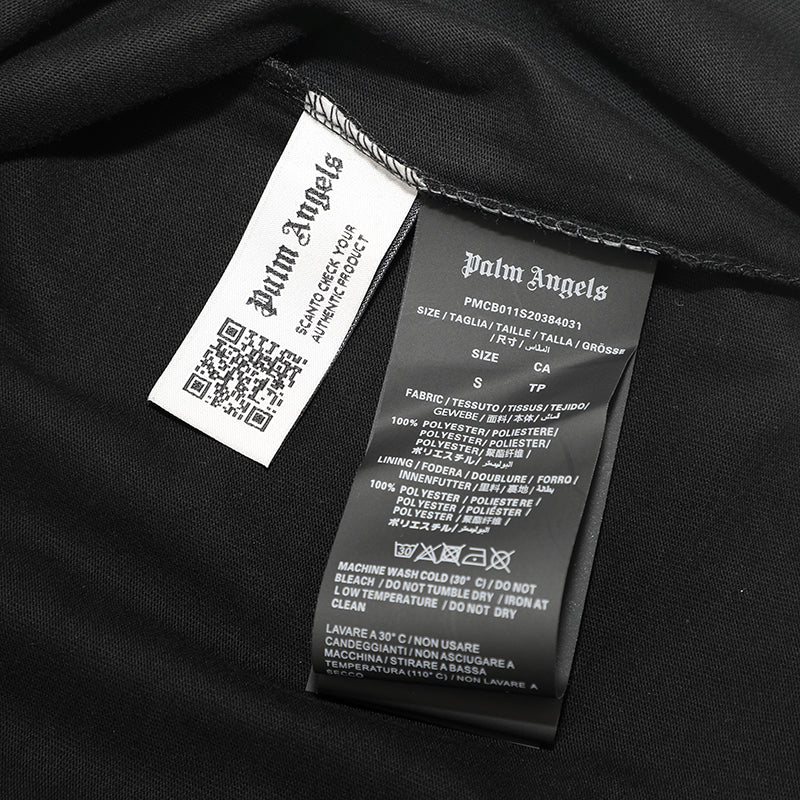 Palm Angels
SCANTO CHECK YOUR
AUTHENTIC PRODUCT
Palm Angels
PMCB011S20384031
SIZE / TAGLIA / TAILLE / TALLA / GRÖSSE
/ 尺寸 / المقاس
SIZE CA
S TP
FABRIC / TESSUTO / TISSUS / TEJIDO/
GEWEBE / 面料 / 本体 / قماش
100% POLYESTER / POLIESTERE/
POLYESTER / POLIÉSTER /
POLYESTER / 聚酯纤维 /
ポリエステル / البوليستر
LINING / FODERA / DOUBLURE / FORRO /
INNENFUTTER / 里料 / 裏地 / بطانة
100% POLYESTER / POLIESTERE /
POLYESTER / POLIÉSTER /
POLYESTER / 聚酯纤维 /
ポリエステル / البوليستر
30
MACHINE WASH COLD (30° C) / DO NOT
BLEACH / DO NOT TUMBLE DRY / IRON AT
LOW TEMPERATURE / DO NOT DRY
CLEAN
LAVARE A 30° C / NON USARE
CANDEGGIANTI / NON ASCIUGARE A
MACCHINA / STIRARE A BASSA
TEMPERATURA (110° C) / NON LAVARE A
SECCO